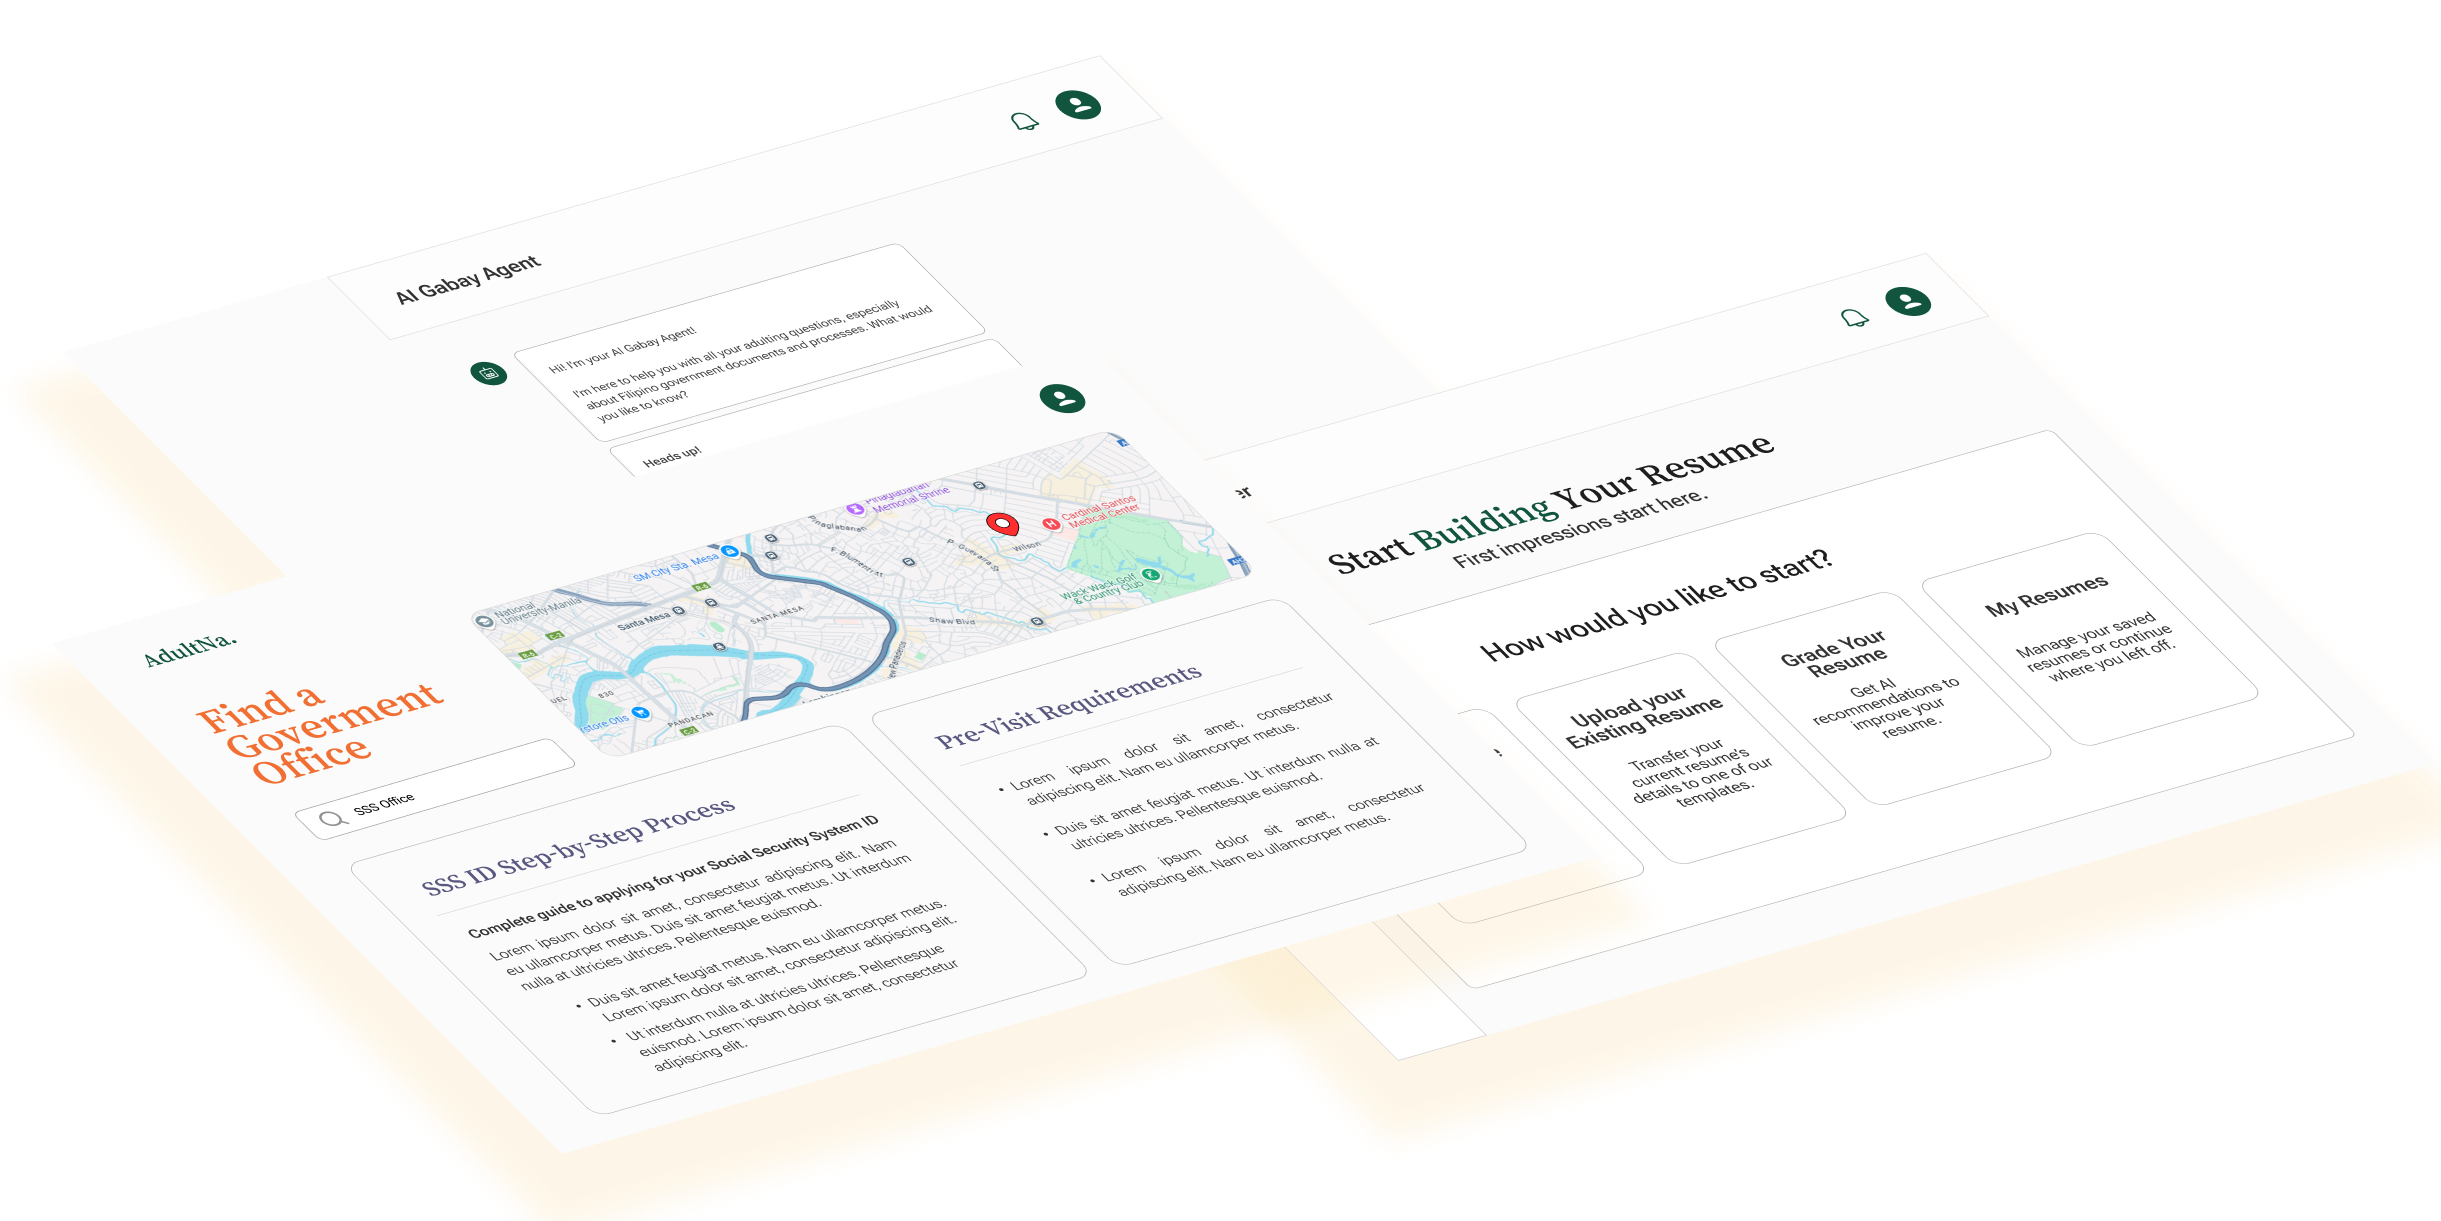 AI Gabay Agent
Hi! I'm your AI Gabay Agent!
I'm here to help you with all your adulting questions, especially
about Filipino government documents and processes. What would
you like to know?
Heads up!
AdultNa.
Find a
Goverment
Office
SSS Office
National
University-Manila
SM City Sta. Mesa
Pinaglabanan
Memorial Shrine
Pinaglabanan
F. Blumentritt
P. Guevarra St
Wilson
Cardinal Santos
Medical Center
Wack Wack Golf
& Country Club
Santa Mesa
SANTA MESA
Shaw Blvd
R-6
C-2
R-6
830
PANDACAN
C-2
SSS ID Step-by-Step Process
Complete guide to applying for your Social Security System ID
Lorem ipsum dolor sit amet, consectetur adipiscing elit. Nam
eu ullamcorper metus. Duis sit amet feugiat metus. Ut interdum
nulla at ultricies ultrices. Pellentesque euismod.
• Duis sit amet feugiat metus. Nam eu ullamcorper metus.
Lorem ipsum dolor sit amet, consectetur adipiscing elit.
• Ut interdum nulla at ultricies ultrices. Pellentesque
euismod. Lorem ipsum dolor sit amet, consectetur
adipiscing elit.
Pre-Visit Requirements
• Lorem ipsum dolor sit amet, consectetur
adipiscing elit. Nam eu ullamcorper metus.
• Duis sit amet feugiat metus. Ut interdum nulla at
ultricies ultrices. Pellentesque euismod.
• Lorem ipsum dolor sit amet, consectetur
adipiscing elit. Nam eu ullamcorper metus.
er
Start Building Your Resume
First impressions start here.
How would you like to start?
Upload your
Existing Resume
Transfer your
current resume's
details to one of our
templates.
Grade Your
Resume
Get AI
recommendations to
improve your
resume.
My Resumes
Manage your saved
resumes or continue
where you left off.